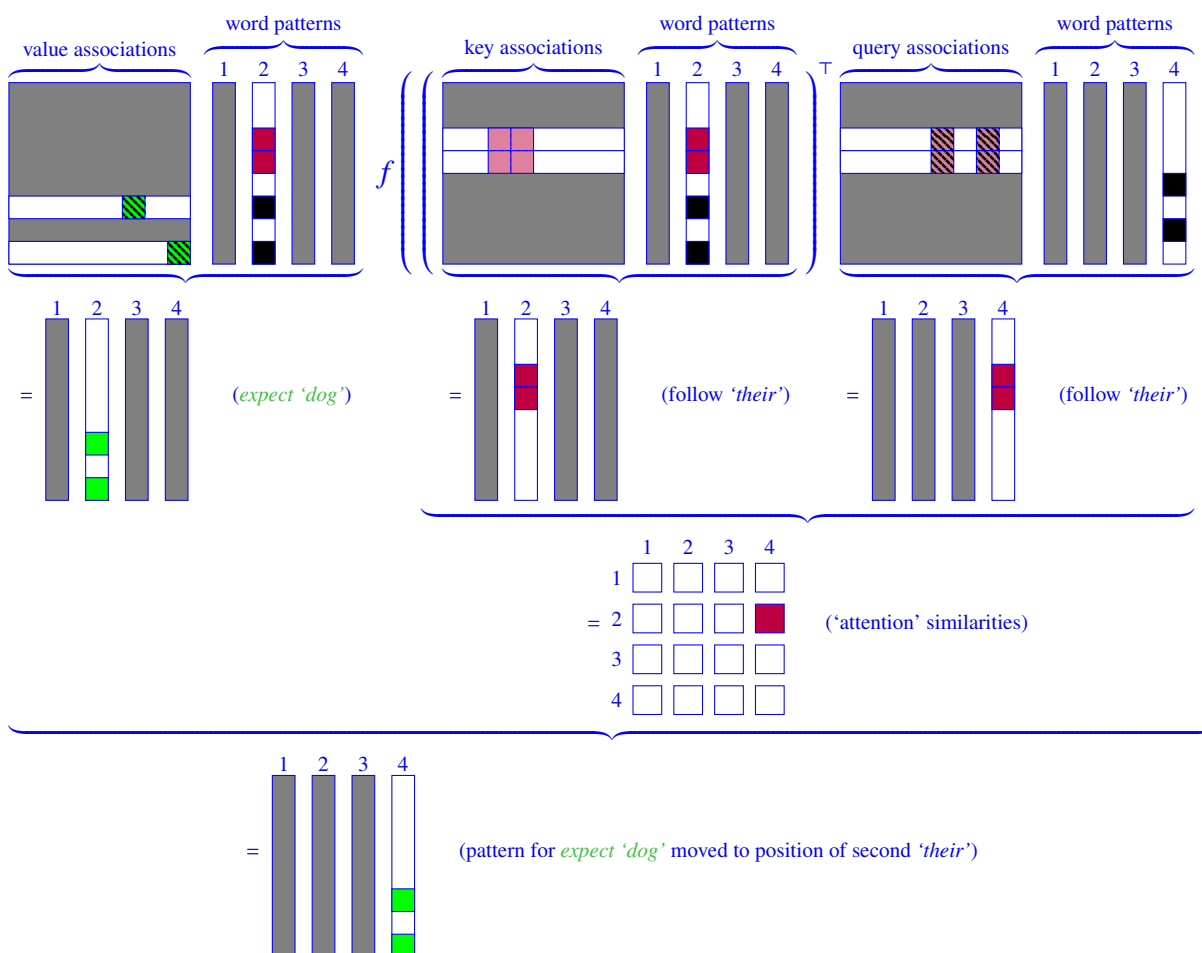 word patterns word patterns word patterns
value associations key associations query associations
1 2 3 4 1 2 3 4 ⊤ 1 2 3 4
f
1 2 3 4 1 2 3 4 1 2 3 4
= (expect ‘dog’) = (follow ‘their’) = (follow ‘their’)
1 2 3 4
1
= 2 (‘attention’ similarities)
3
4
1 2 3 4
= (pattern for expect ‘dog’ moved to position of second ‘their’)